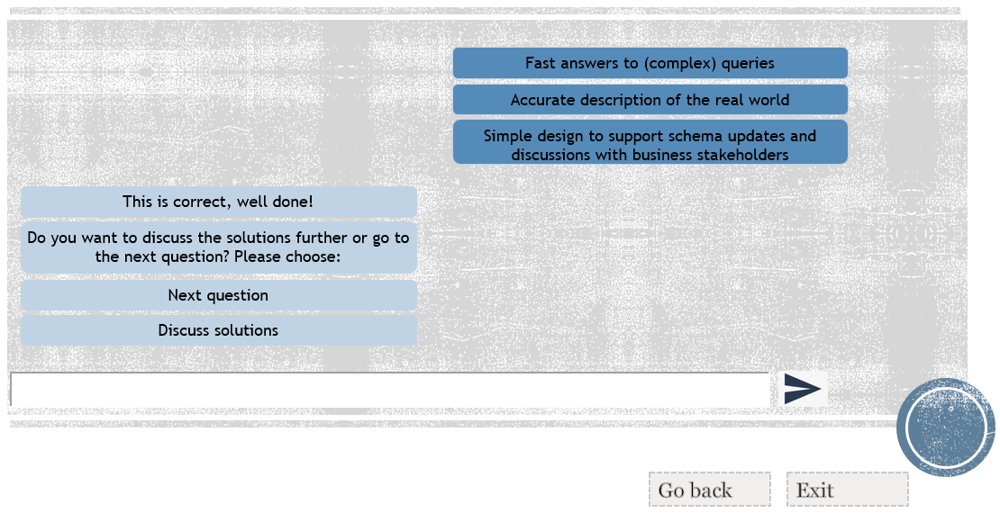 Fast answers to (complex) queries
Accurate description of the real world
Simple design to support schema updates and
discussions with business stakeholders
This is correct, well done!
Do you want to discuss the solutions further or go to
the next question? Please choose:
Next question
Discuss solutions
Go back
Exit